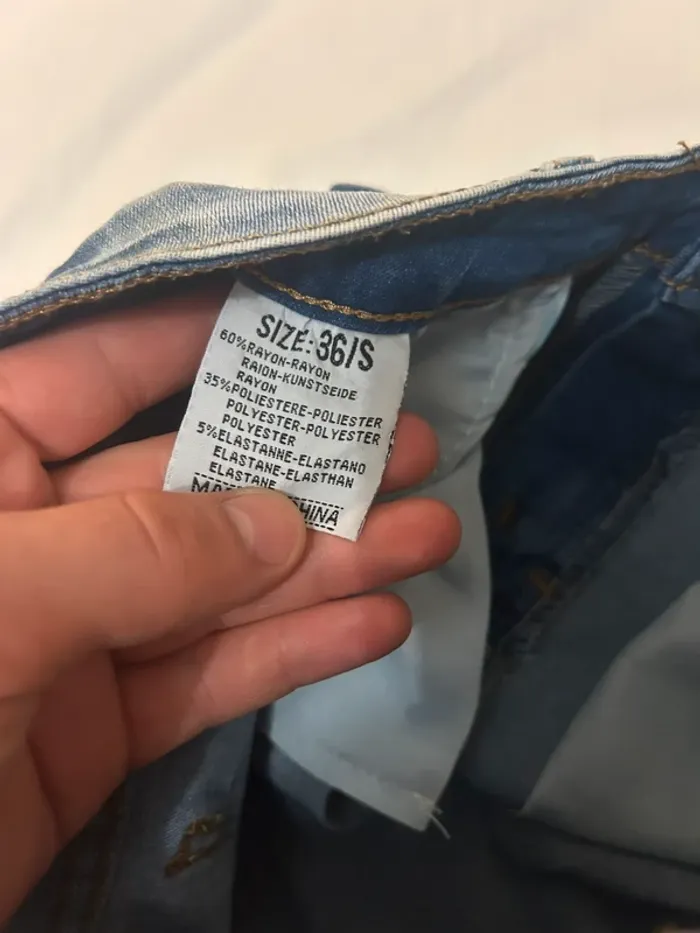 SIZE:36/S
60%RAYON-RAYON
RAION-KUNSTSEIDE
RAYON
35%POLIESTERE-POLIESTER
POLYESTER-POLYESTER
POLYESTER
5%ELASTANNE-ELASTANO
ELASTANE-ELASTHAN
ELASTANE